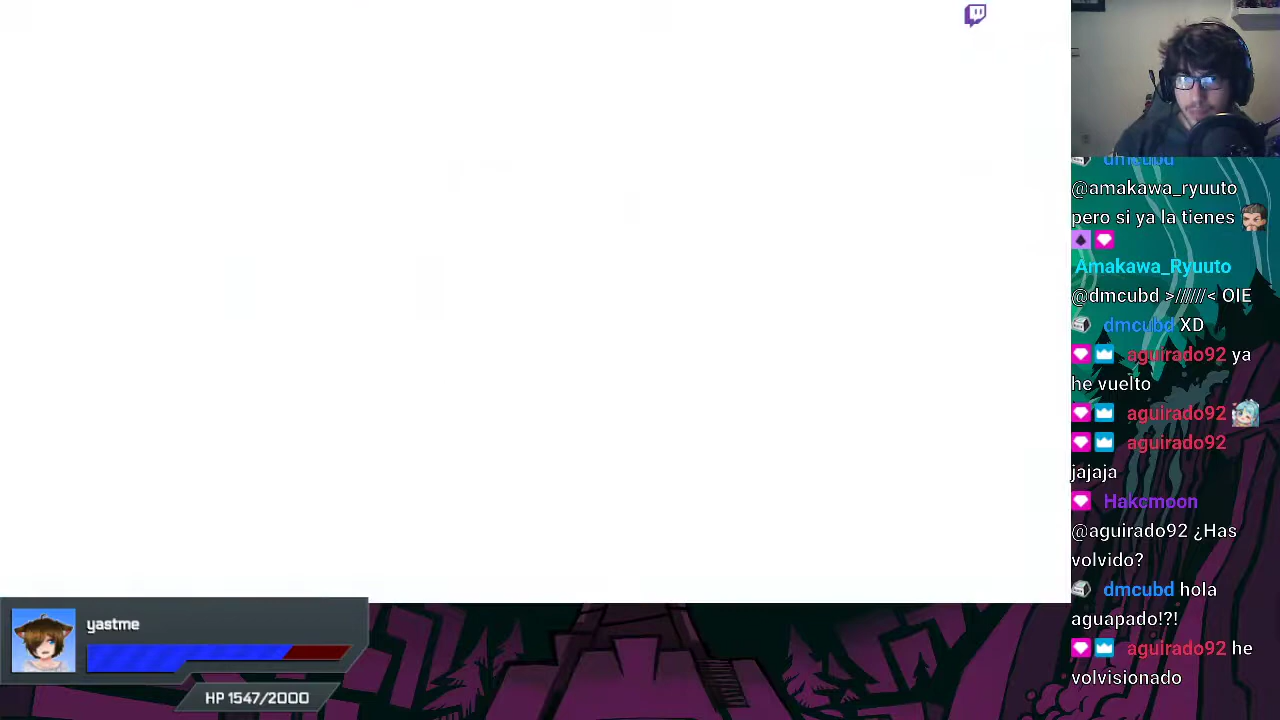 dmcubd
@amakawa_ryuuto
pero si ya la tienes
Amakawa_Ryuuto
@dmcubd >//////< OIE
dmcubd XD
aguirado92 ya
he vuelto
aguirado92
aguirado92
jajaja
Hakcmoon
@aguirado92 ¿Has
volvido?
dmcubd hola
aguapado!?!
aguirado92 he
volvisionado
yastme
HP 1547/2000